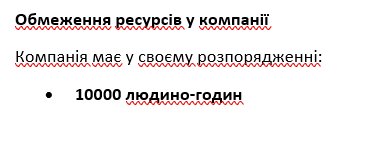 Обмеження ресурсів у компанії
Компанія має у своєму розпорядженні:
• 10000 людино-годин